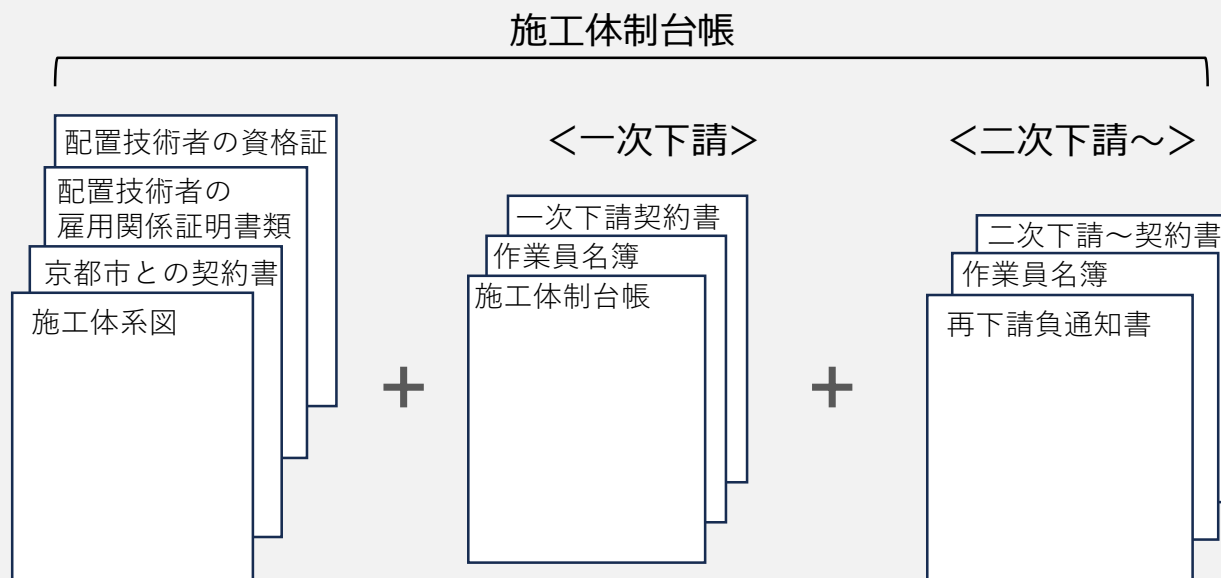 施工体制台帳
配置技術者の資格証
配置技術者の
雇用関係証明書類
京都市との契約書
施工体系図
+
<一次下請>
一次下請契約書
作業員名簿
施工体制台帳
+
<二次下請~>
二次下請~契約書
作業員名簿
再下請負通知書